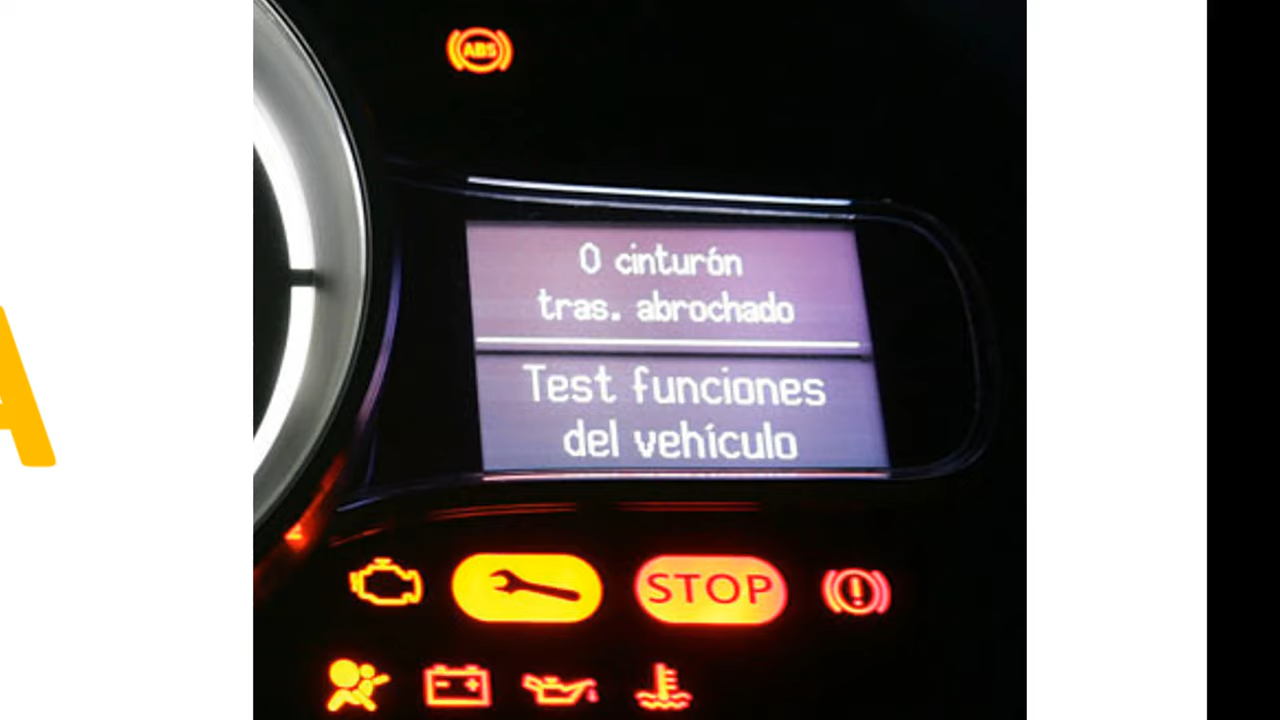 A
ABS
0 cinturón
tras. abrochado
Test funciones
del vehículo
STOP